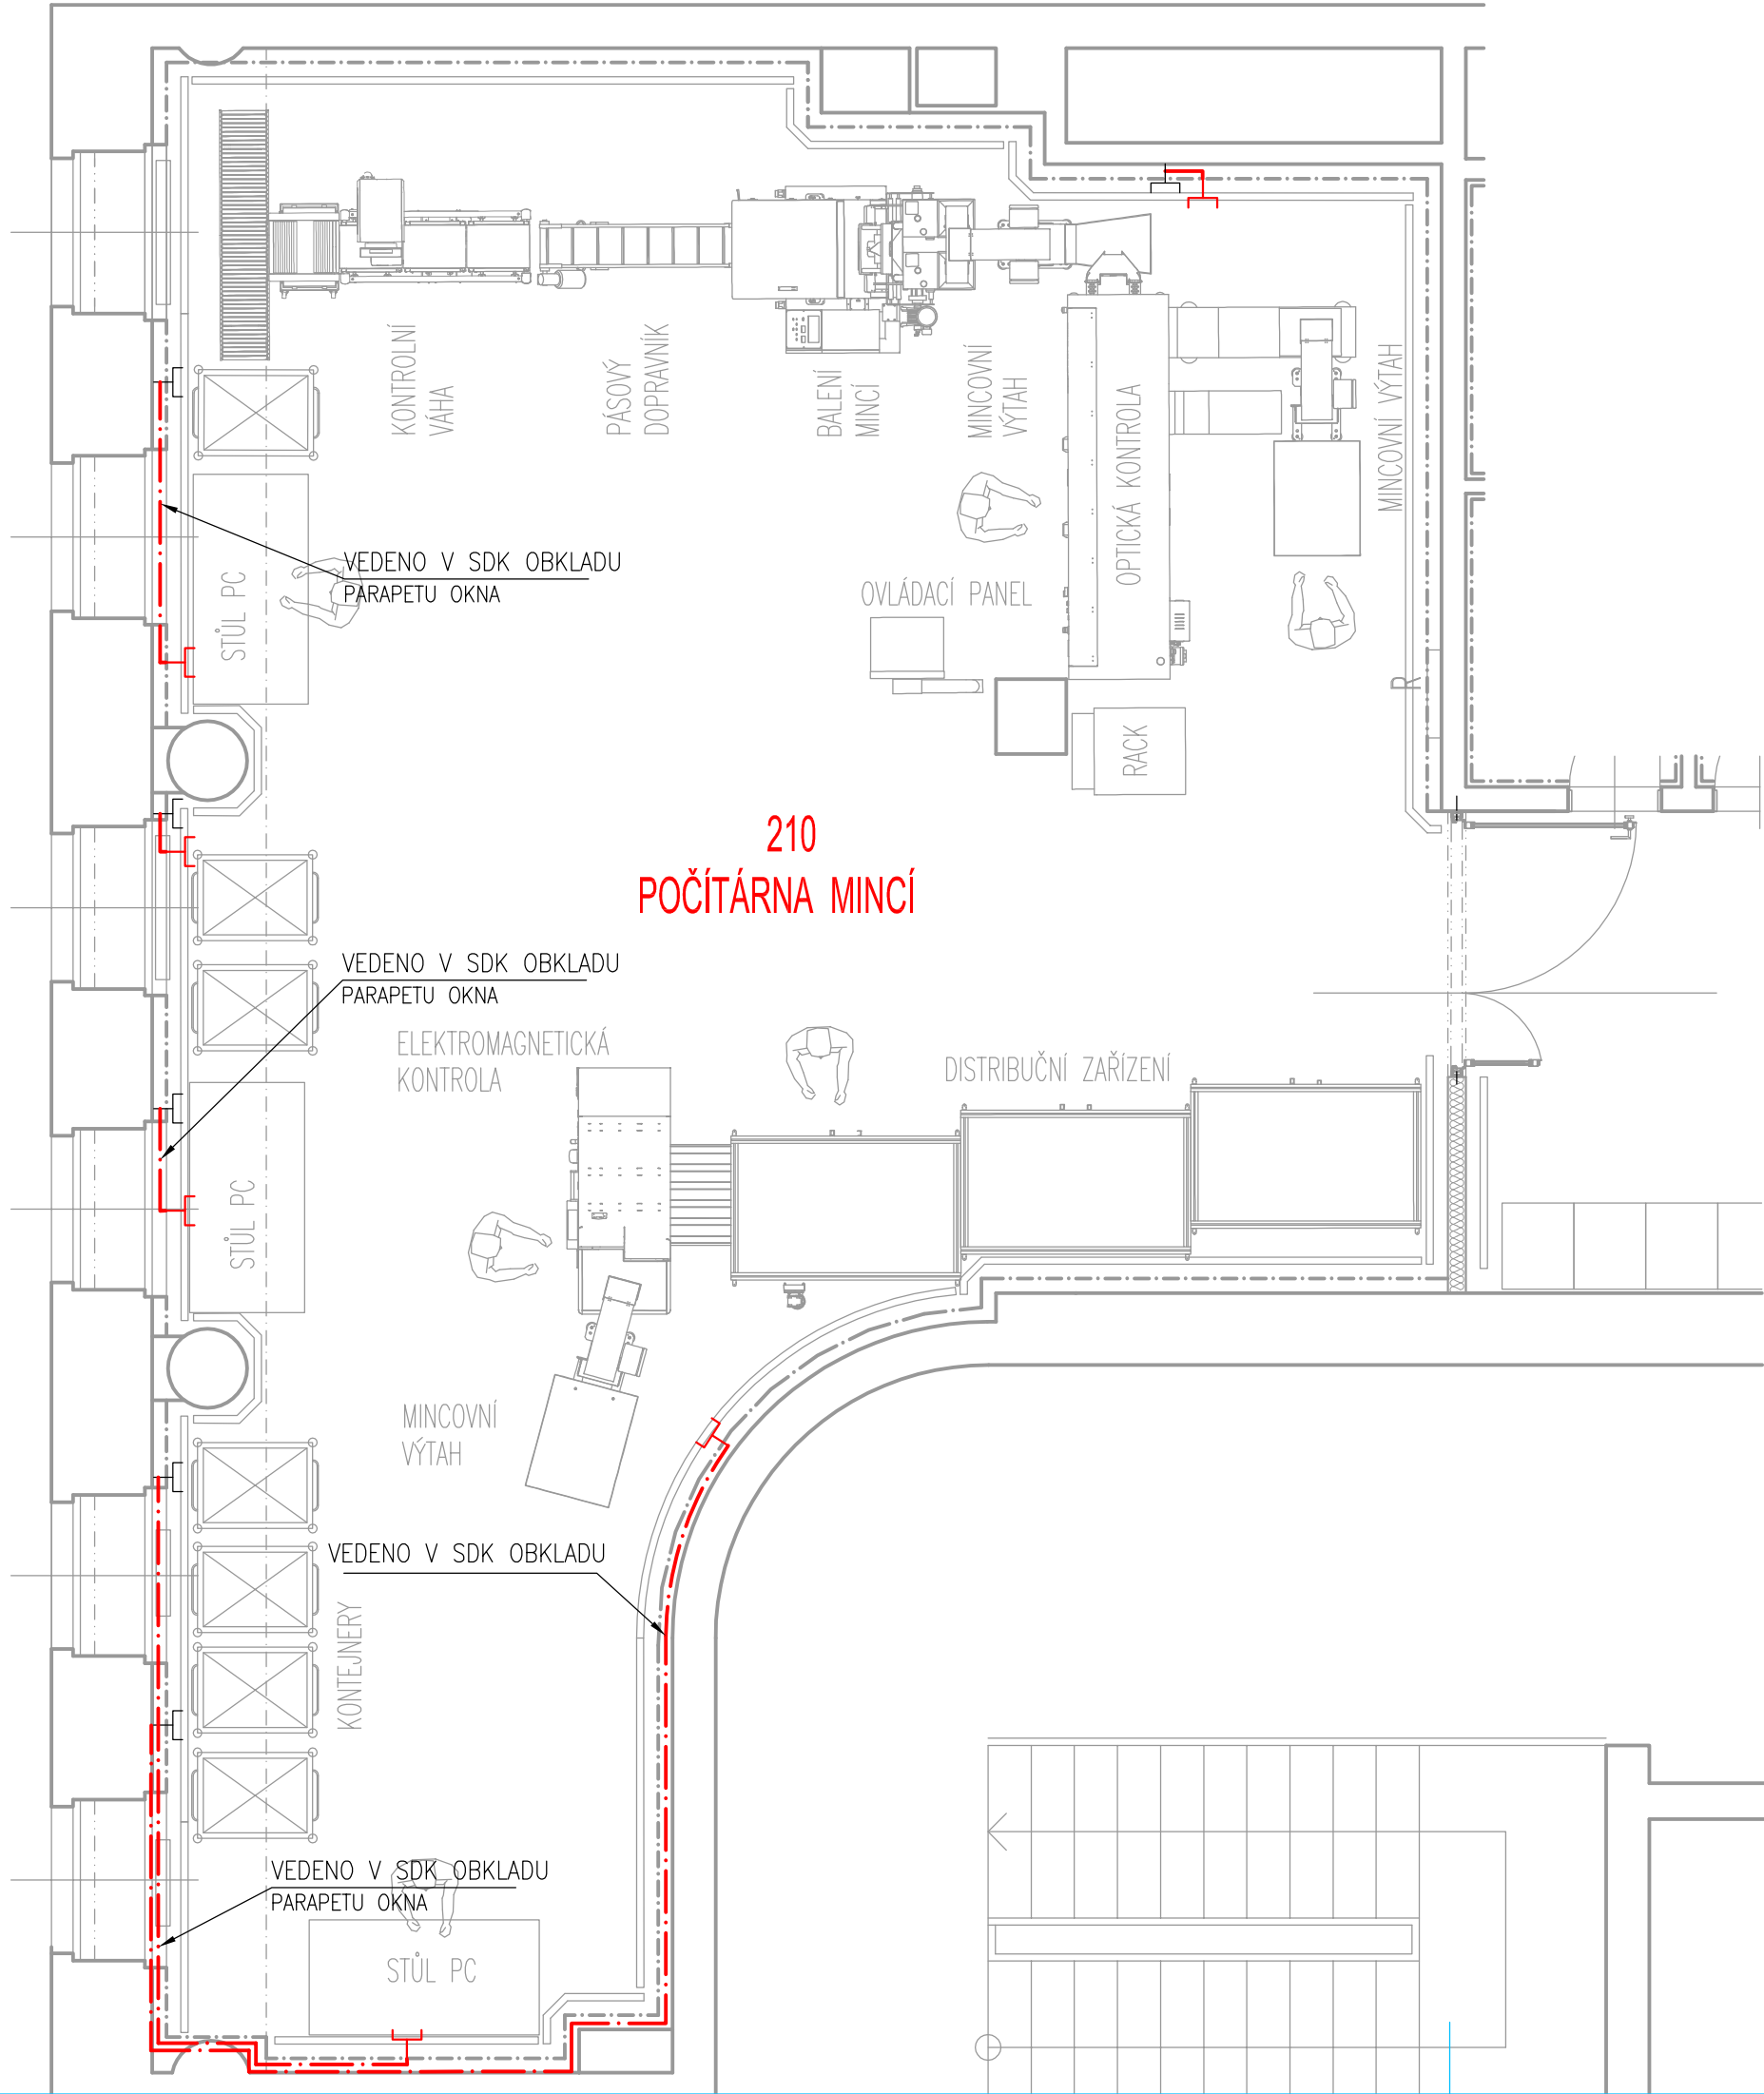 KONTROLNÍ
VÁHA
PÁSOVÝ
DOPRAVNÍK
BALENÍ
MINCÍ
MINCOVNÍ
VÝTAH
OPTICKÁ KONTROLA
MINCOVNÍ VÝTAH
VEDENO V SDK OBKLADU
PARAPETU OKNA
STŮL PC
OVLÁDACÍ PANEL
R
RACK
210
POČÍTÁRNA MINCÍ
VEDENO V SDK OBKLADU
PARAPETU OKNA
ELEKTROMAGNETICKÁ
KONTROLA
DISTRIBUČNÍ ZAŘÍZENÍ
STŮL PC
MINCOVNÍ
VÝTAH
VEDENO V SDK OBKLADU
KONTEJNERY
VEDENO V SDK OBKLADU
PARAPETU OKNA
STŮL PC